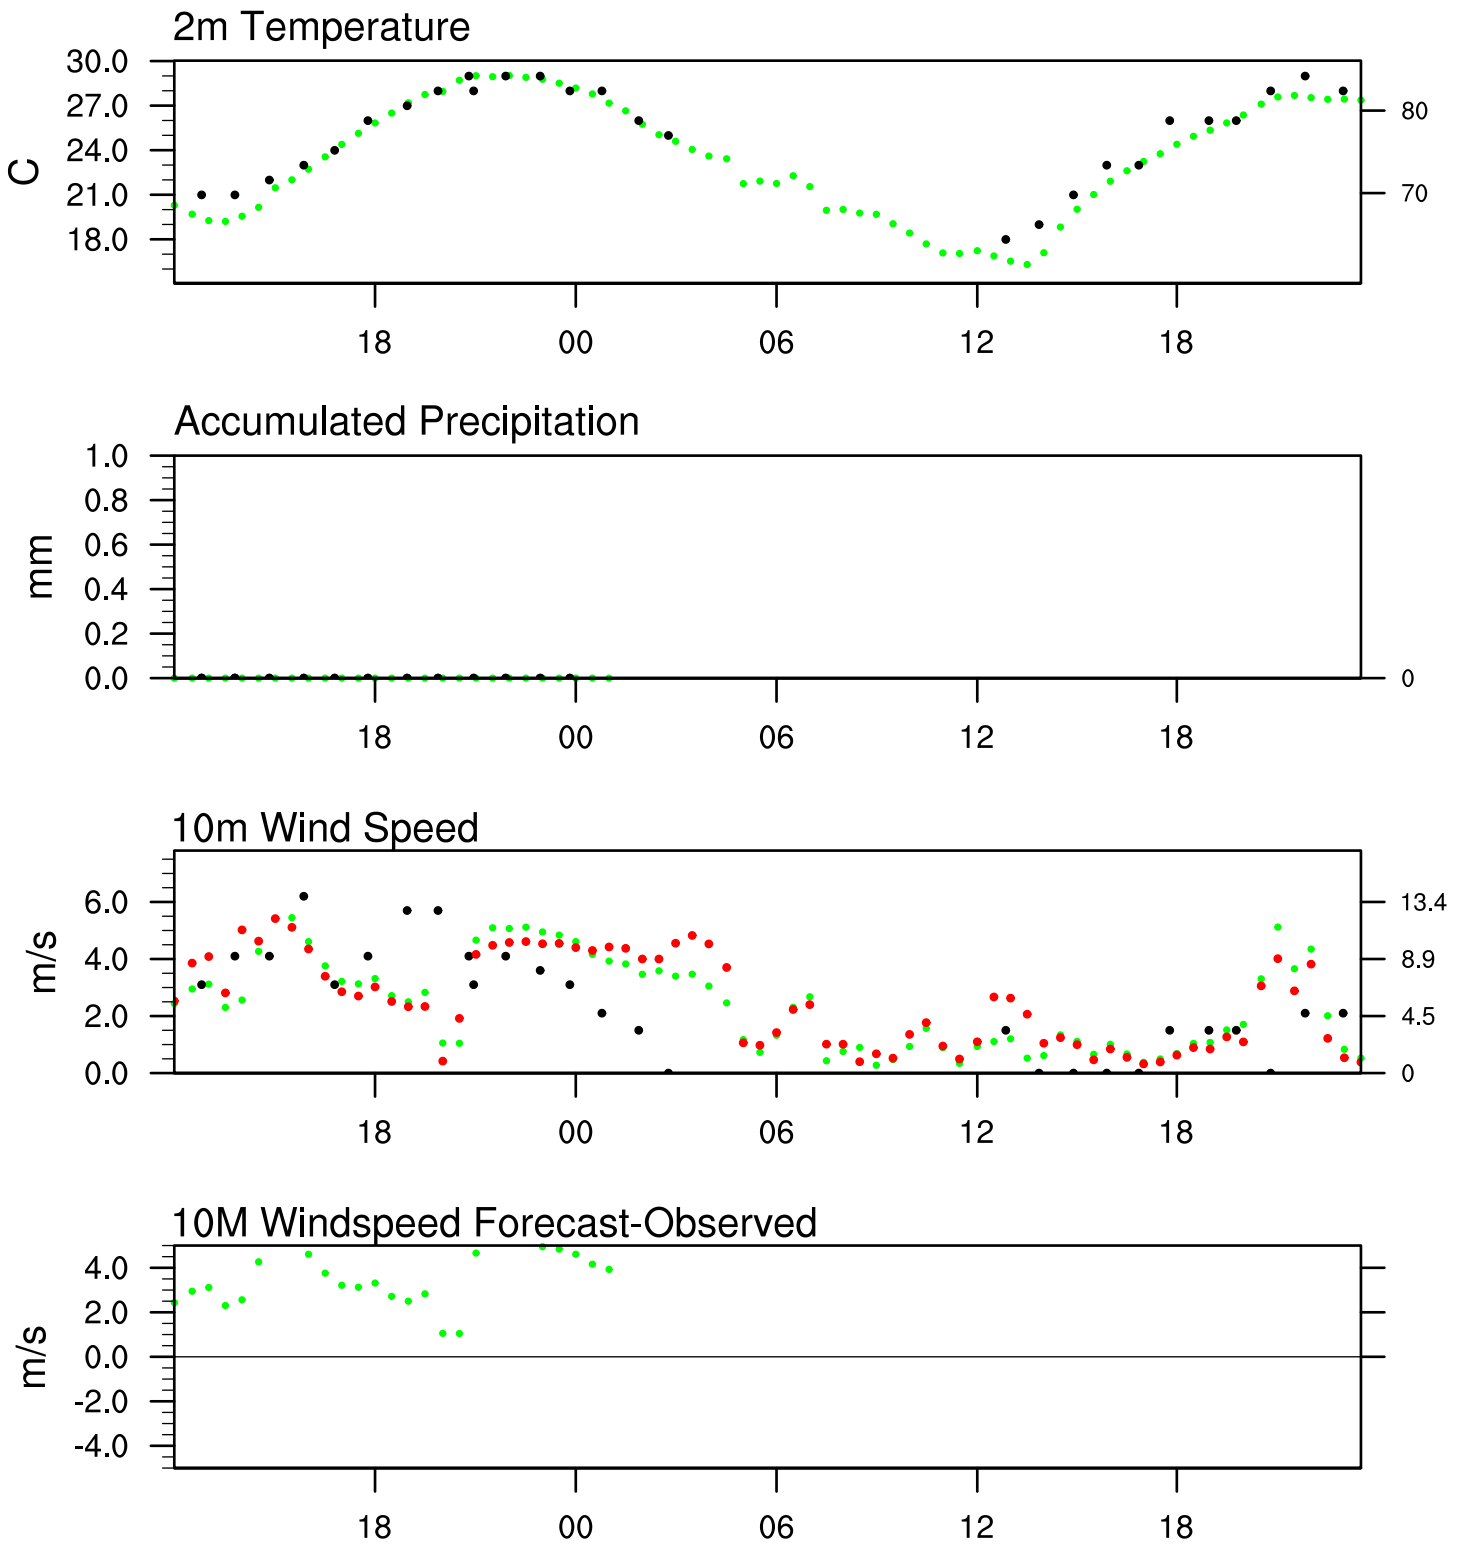 2m Temperature
30.0
27.0
24.0
21.0
18.0
C
80
70
18 00 06 12 18
Accumulated Precipitation
1.0
0.8
0.6
0.4
0.2
0.0
mm
0
18 00 06 12 18
10m Wind Speed
6.0
4.0
2.0
0.0
m/s
13.4
8.9
4.5
0
18 00 06 12 18
10M Windspeed Forecast-Observed
4.0
2.0
0.0
-2.0
-4.0
m/s
18 00 06 12 18